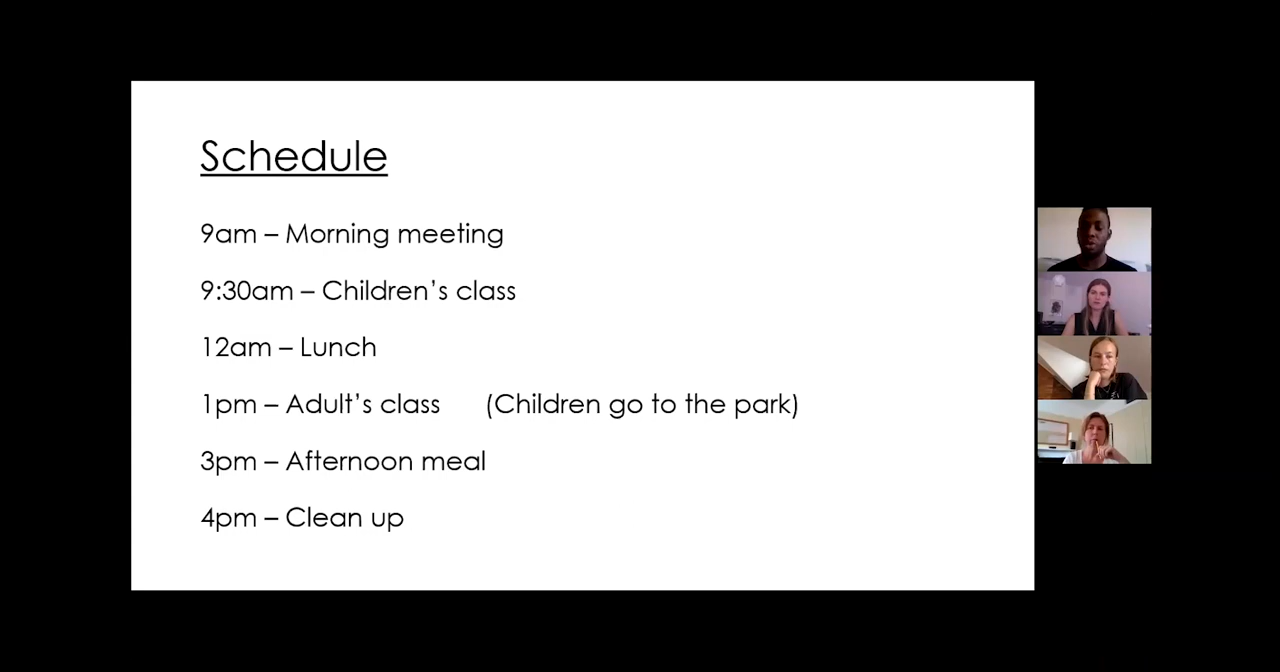 Schedule
9am – Morning meeting
9:30am – Children’s class
12am – Lunch
1pm – Adult’s class (Children go to the park)
3pm – Afternoon meal
4pm – Clean up